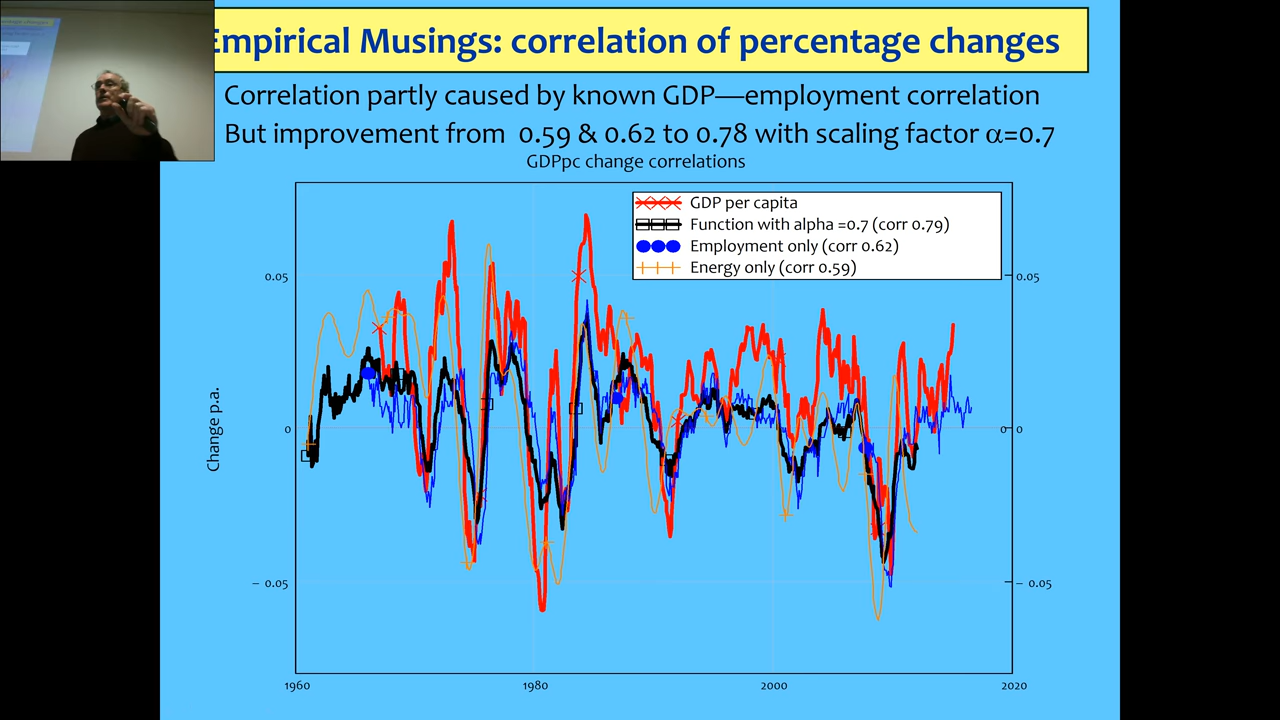 Empirical Musings: correlation of percentage changes
Correlation partly caused by known GDP—employment correlation
But improvement from 0.59 & 0.62 to 0.78 with scaling factor α=0.7
GDPpc change correlations
GDP per capita
Function with alpha =0.7 (corr 0.79)
Employment only (corr 0.62)
Energy only (corr 0.59)
Change p.a.
0.05
0
− 0.05
0.05
0
0
− 0.05
1960
1980
2000
2020